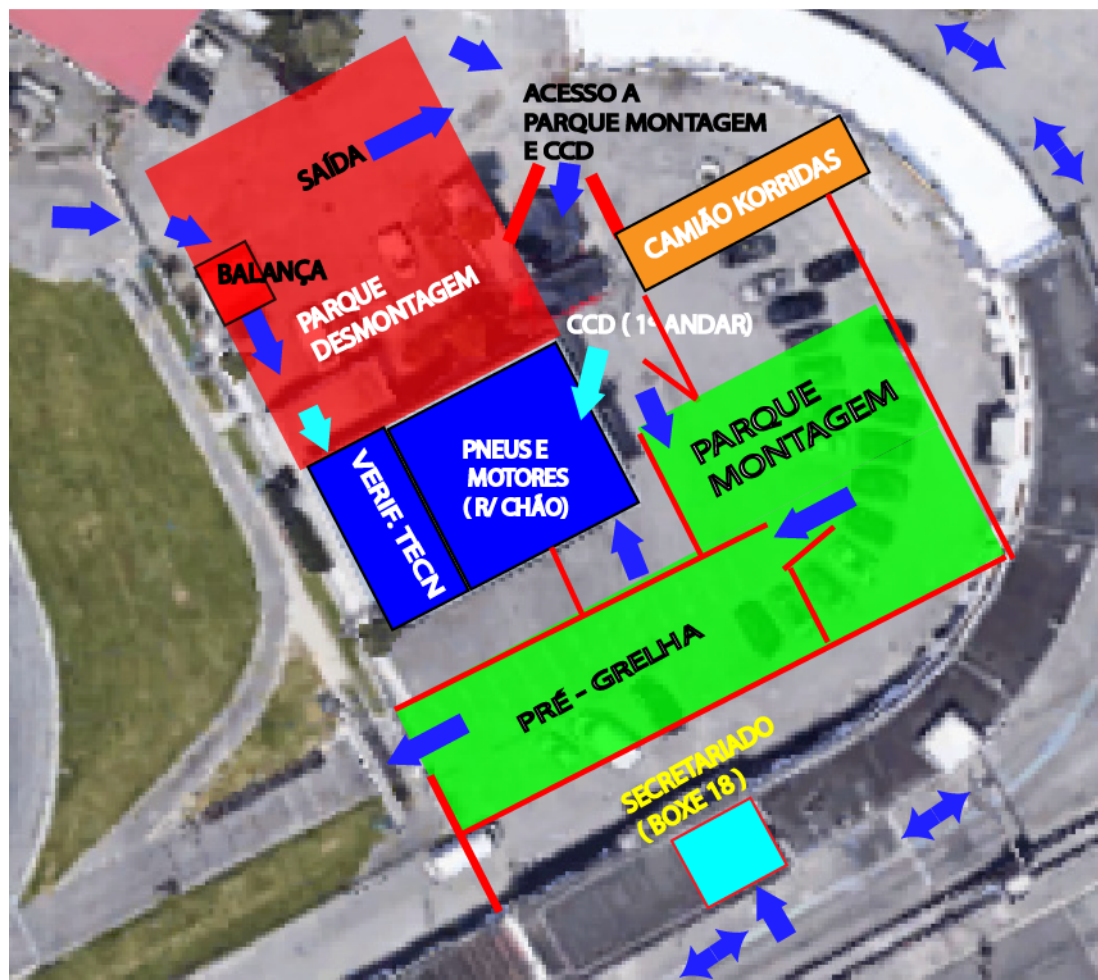 ACESSO A
PARQUE MONTAGEM
E CCD
SAÍDA
CAMIÃO KORRIDAS
BALANÇA
PARQUE
DESMONTAGEM
CCD ( 1º ANDAR)
PARQUE
MONTAGEM
PNEUS E
MOTORES
( R/ CHÃO)
VERIF. TECN
PRÉ - GRELHA
SECRETARIADO
( BOXE 18 )